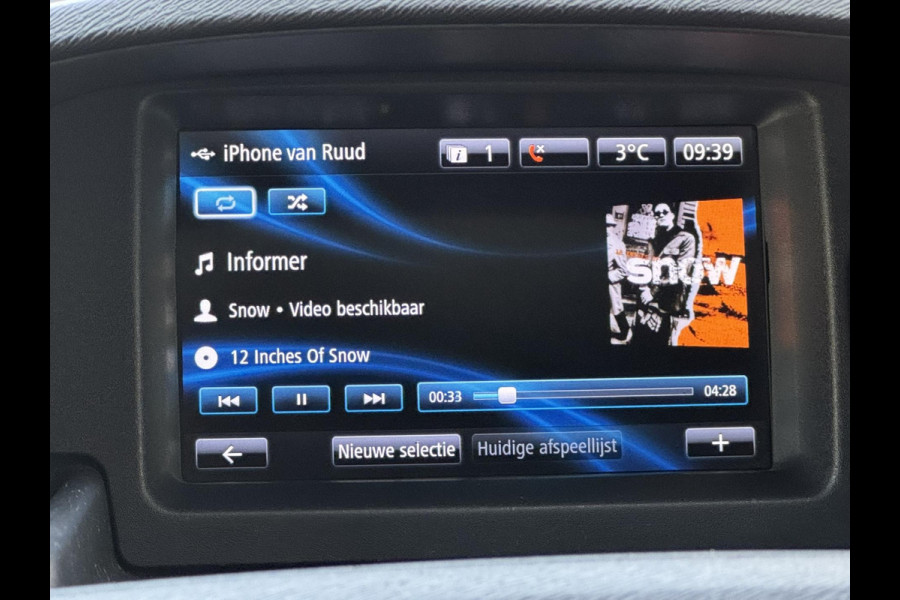 iPhone van Ruud
1
3°C
09:39
Informer
Snow • Video beschikbaar
12 Inches Of Snow
snow
00:33
04:28
Nieuwe selectie
Huidige afspeellijst